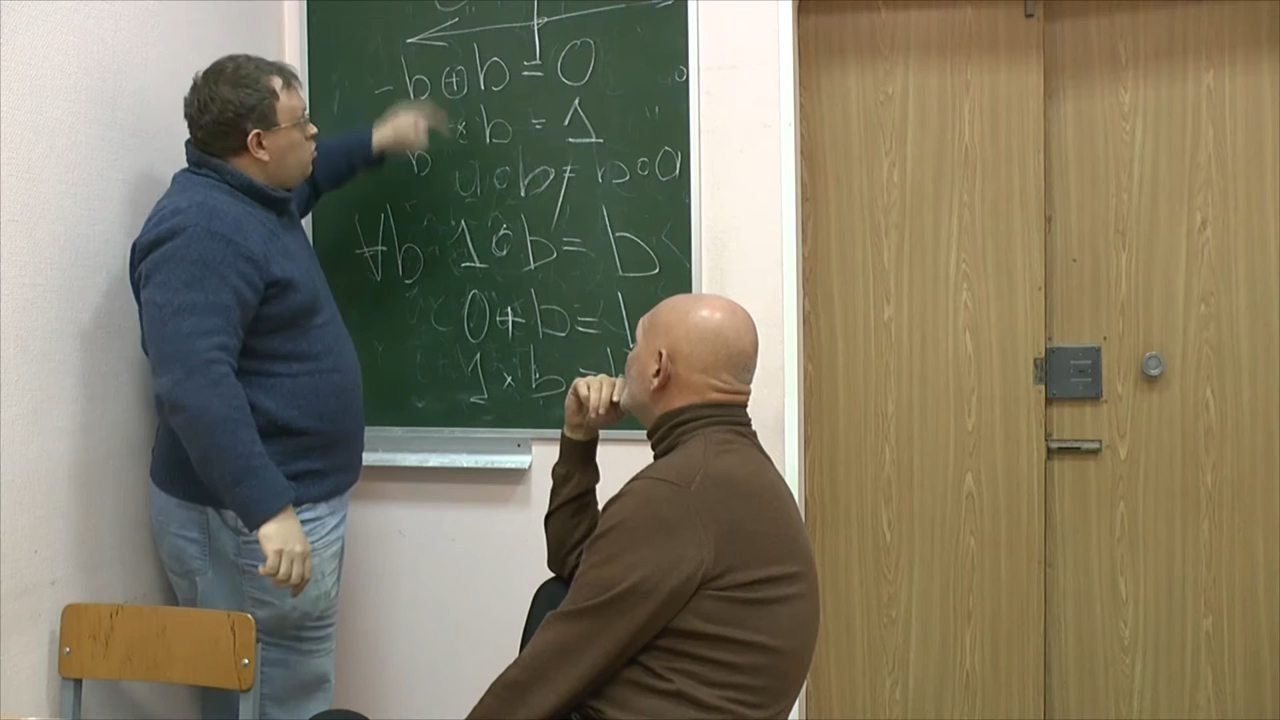 -b ⊕ b = 0
× b = 1
b
a ∘ b ≠ b ∘ a
∀b 1 ∘ b = b
0 + b =
1 × b =